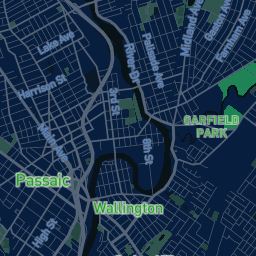 Lake Ave
River Dr
Palisade Ave
Midland Ave
Harrison St
3rd St
GARFIELD
PARK
8th St
Passaic
Wallington
High St